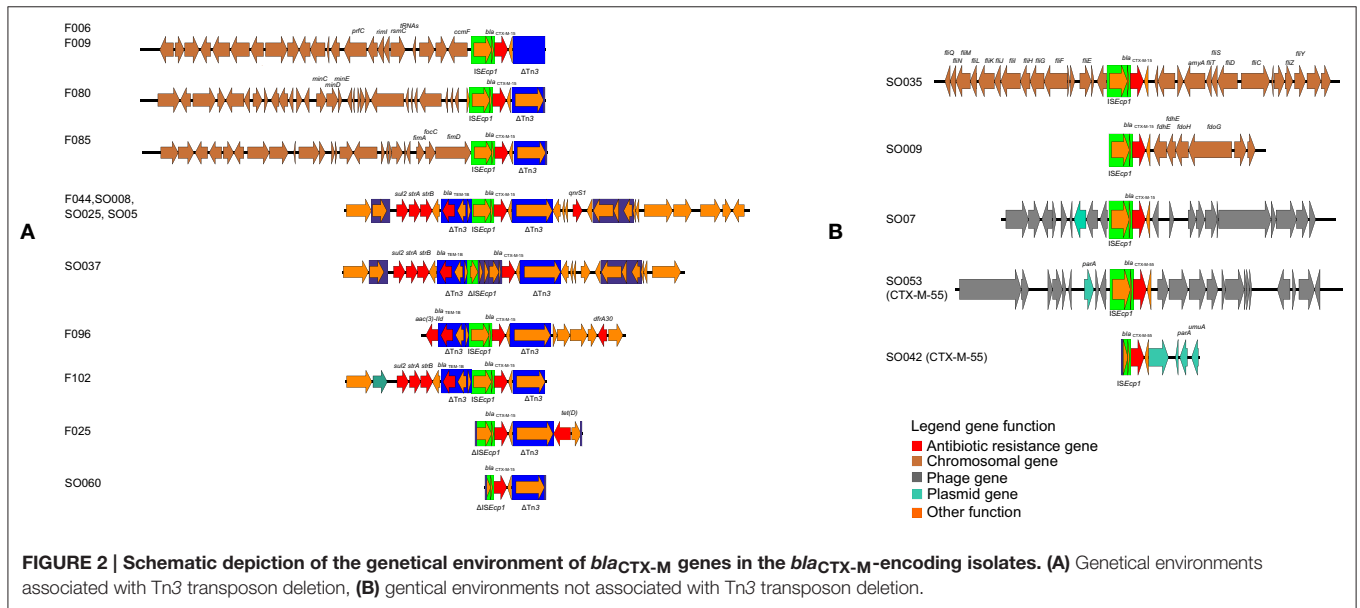 F006
F009
prfC rimI rsmC tRNAs ccmF bla CTX-M-15
ISEcp1 ΔTn3
F080
minC minD minE bla CTX-M-15
ISEcp1 ΔTn3
F085
fimA focC fimD bla CTX-M-15
ISEcp1 ΔTn3
F044,SO008,
SO025, SO05
sul2 strA strB bla TEM-1B bla CTX-M-15 qnrS1
ΔTn3 ISEcp1 ΔTn3
A
SO037
sul2 strA strB bla TEM-1B bla CTX-M-15
ΔTn3 ΔISEcp1 ΔTn3
F096
aac(3)-IId bla TEM-1B bla CTX-M-15 dfrA30
ΔTn3 ISEcp1 ΔTn3
F102
sul2 strA strB bla TEM-1B bla CTX-M-15
ΔTn3 ISEcp1 ΔTn3
F025
bla CTX-M-15 tet(D)
ΔISEcp1 ΔTn3
SO060
bla CTX-M-15
ΔISEcp1 ΔTn3
SO035
fliQ fliN fliM fliL fliK fliJ fliI fliH fliG fliF fliE bla CTX-M-15 amyA fliT fliS fliD fliC fliZ fliY
ISEcp1
SO009
bla CTX-M-15 fdhE fdhE fdoH fdoG
ISEcp1
SO07
bla CTX-M-15
ISEcp1
B
SO053
(CTX-M-55)
parA bla CTX-M-55
ISEcp1
SO042 (CTX-M-55)
bla CTX-M-55 parA umuA
ISEcp1
Legend gene function
Antibiotic resistance gene
Chromosomal gene
Phage gene
Plasmid gene
Other function
FIGURE 2 | Schematic depiction of the genetical environment of blaCTX-M genes in the blaCTX-M-encoding isolates. (A) Genetical environments
associated with Tn3 transposon deletion, (B) gentical environments not associated with Tn3 transposon deletion.